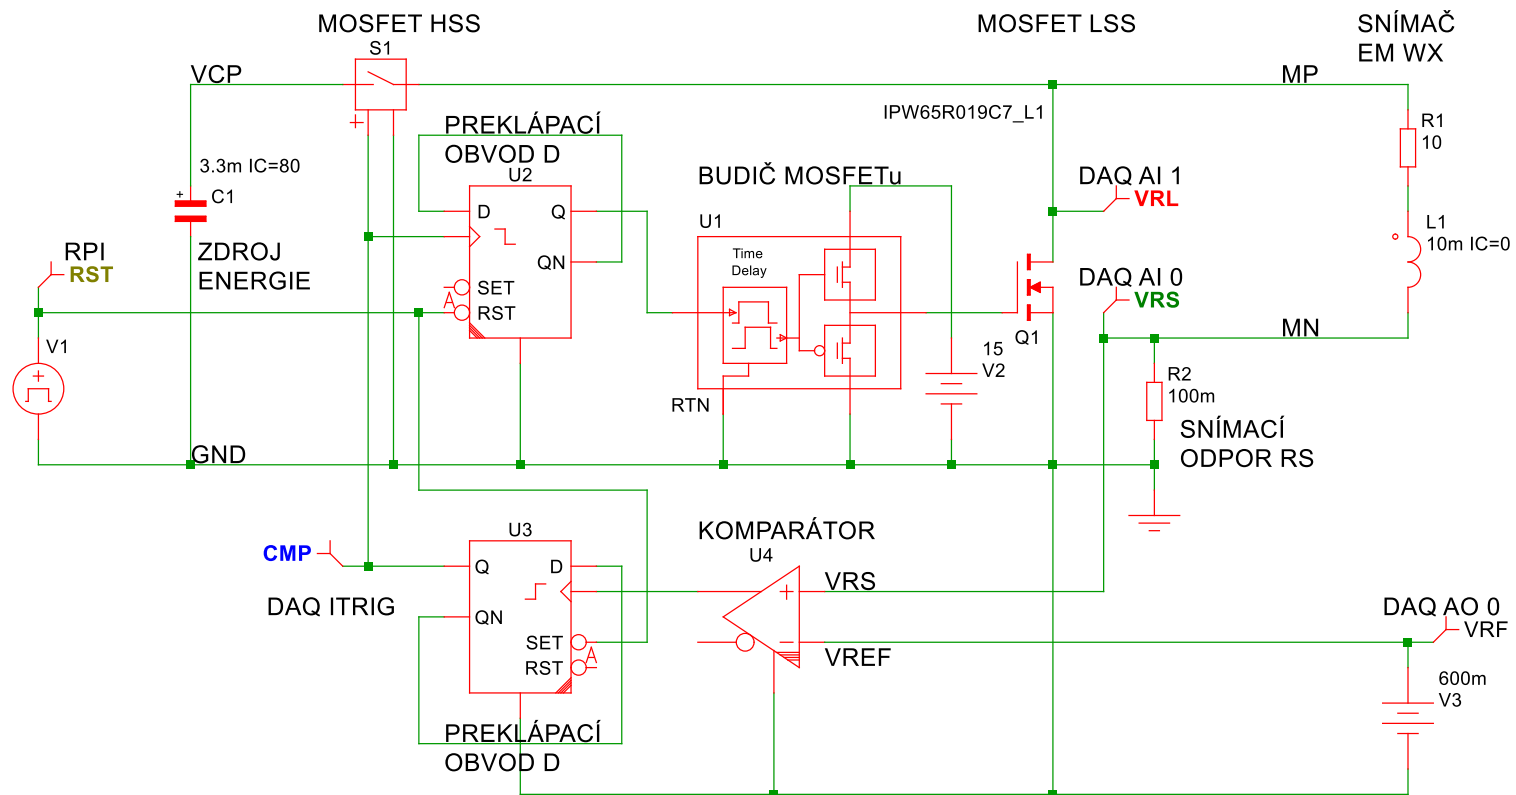 MOSFET HSS
S1
MOSFET LSS
SNÍMAČ
EM WX
VCP
MP
+
IPW65R019C7_L1
R1
10
PREKLÁPACÍ
OBVOD D
U2
3.3m IC=80
+
C1
BUDIČ MOSFETu
U1
DAQ AI 1
VRL
D
Q
QN
SET
A
RST
L1
10m IC=0
RPI
RST
ZDROJ
ENERGIE
Time
Delay
DAQ AI 0
VRS
MN
Q1
V1
15
V2
R2
100m
RTN
SNÍMACÍ
ODPOR RS
GND
U3
KOMPARÁTOR
U4
CMP
Q
D
QN
SET
RST
A
+
VRS
DAQ ITRIG
DAQ AO 0
VRF
VREF
600m
V3
PREKLÁPACÍ
OBVOD D